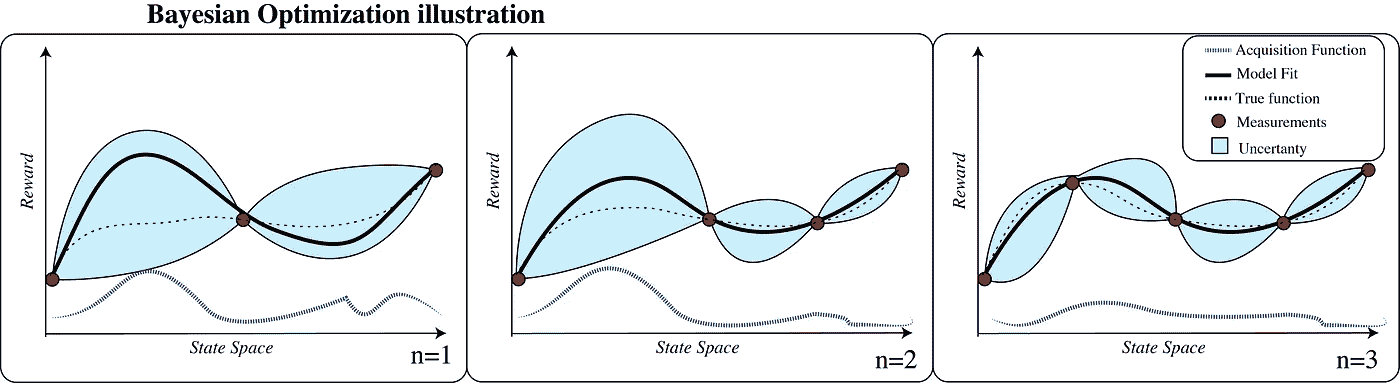 Bayesian Optimization illustration
Reward
State Space
n=1
Reward
State Space
n=2
Reward
State Space
n=3
Acquisition Function
Model Fit
True function
Measurements
Uncertanty